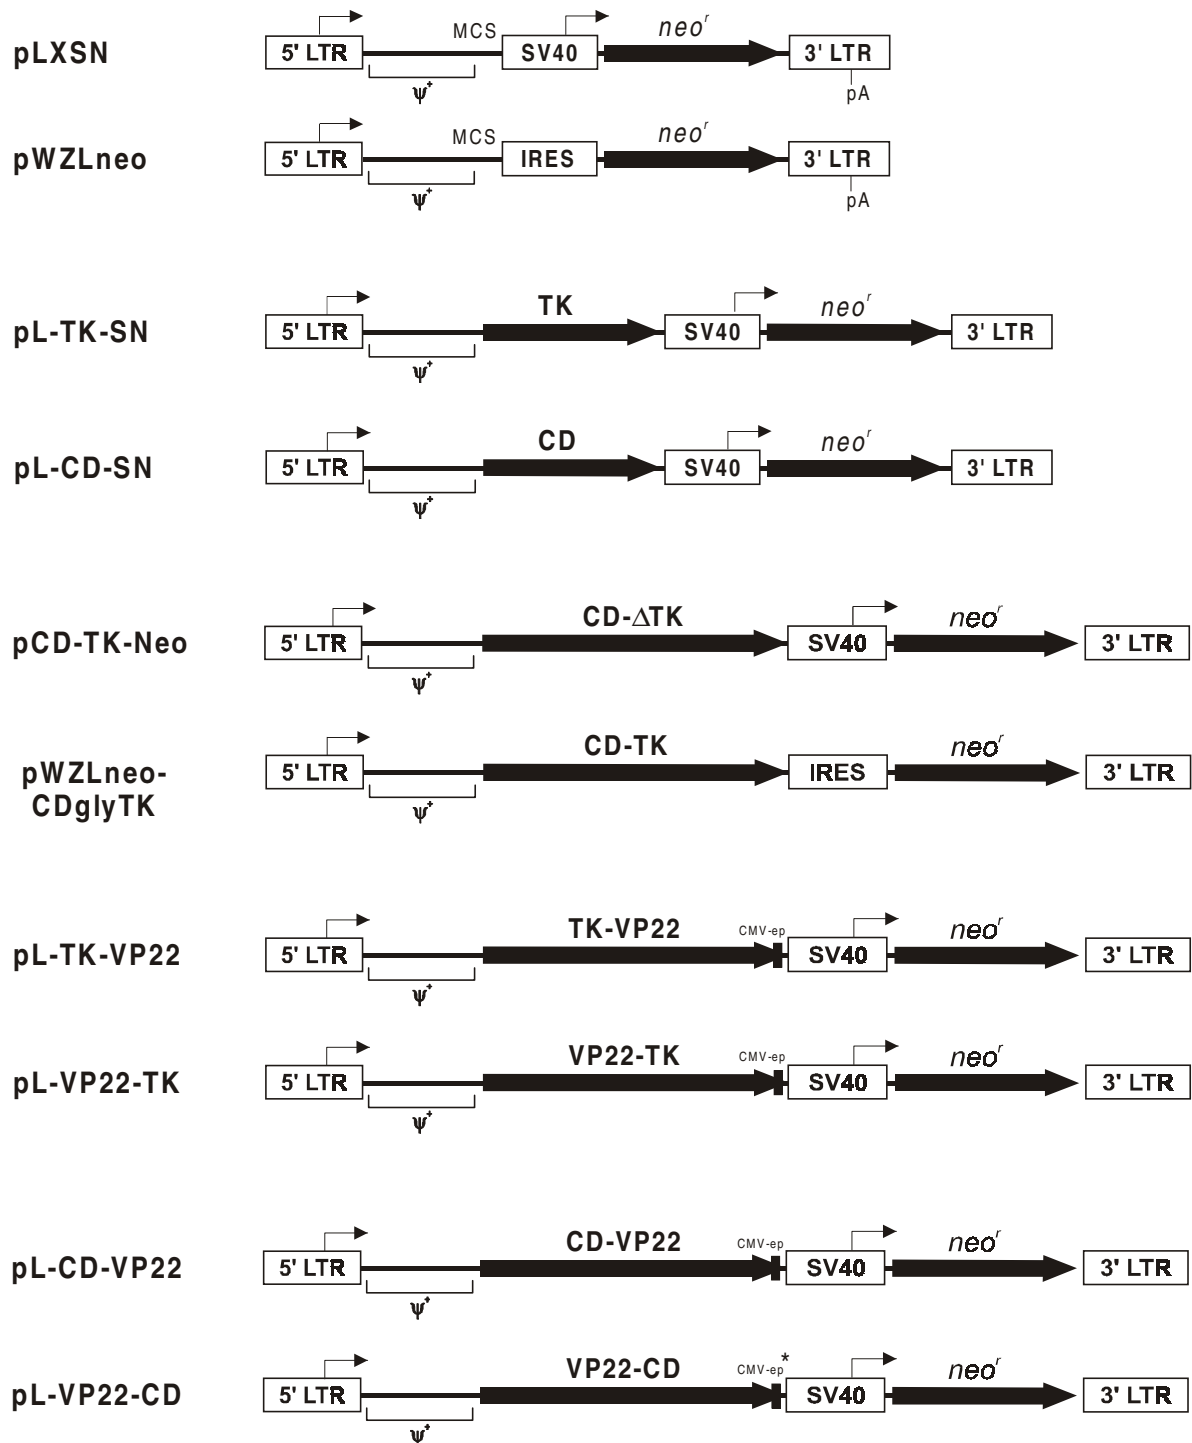 pLXSN 5' LTR ψ+ MCS SV40 neo^r 3' LTR pA
pWZLneo 5' LTR ψ+ MCS IRES neo^r 3' LTR pA
pL-TK-SN 5' LTR ψ+ TK SV40 neo^r 3' LTR
pL-CD-SN 5' LTR ψ+ CD SV40 neo^r 3' LTR
pCD-TK-Neo 5' LTR ψ+ CD-ΔTK SV40 neo^r 3' LTR
pWZLneo-
CDglyTK 5' LTR ψ+ CD-TK IRES neo^r 3' LTR
pL-TK-VP22 5' LTR ψ+ TK-VP22 CMV-ep SV40 neo^r 3' LTR
pL-VP22-TK 5' LTR ψ+ VP22-TK CMV-ep SV40 neo^r 3' LTR
pL-CD-VP22 5' LTR ψ+ CD-VP22 CMV-ep SV40 neo^r 3' LTR
pL-VP22-CD 5' LTR ψ+ VP22-CD CMV-ep* SV40 neo^r 3' LTR